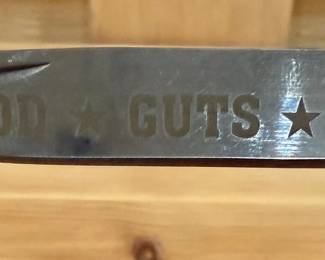 OD ★ GUTS ★